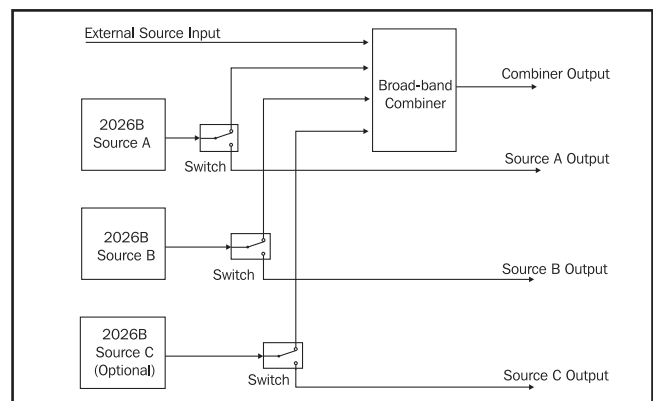 External Source Input
Broad-band
Combiner
Combiner Output
2026B
Source A
Switch
Source A Output
2026B
Source B
Switch
Source B Output
2026B
Source C
(Optional)
Switch
Source C Output